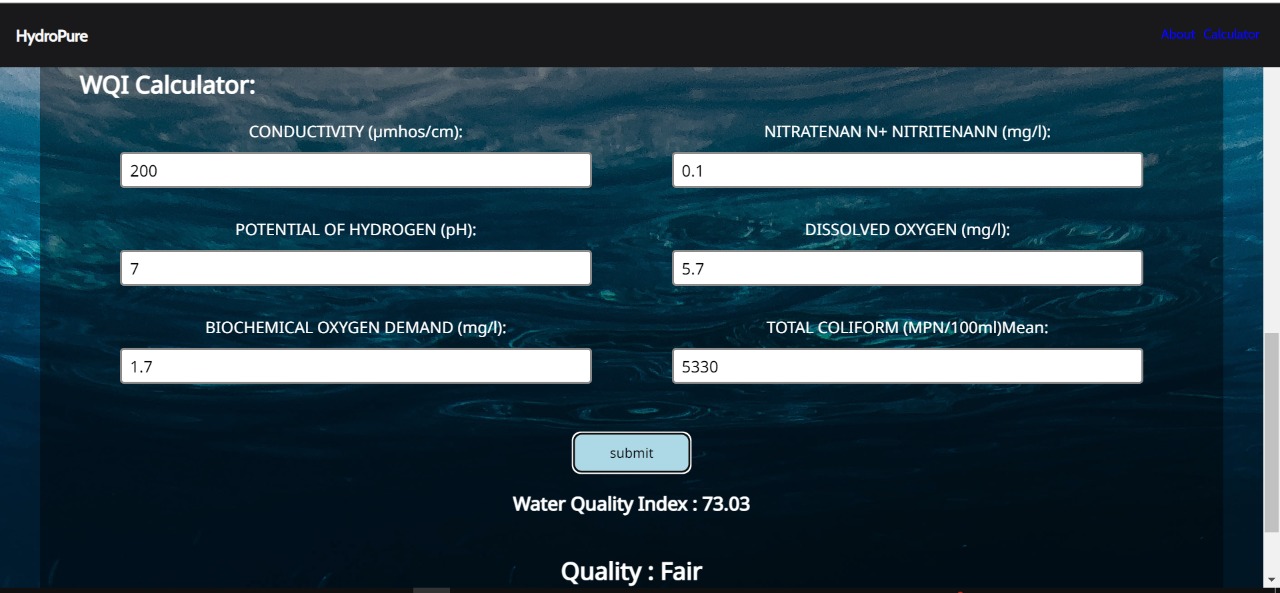 HydroPure
About Calculator
WQI Calculator:
CONDUCTIVITY (µmhos/cm):
NITRATENAN N+ NITRITENANN (mg/l):
200
0.1
POTENTIAL OF HYDROGEN (pH):
DISSOLVED OXYGEN (mg/l):
7
5.7
BIOCHEMICAL OXYGEN DEMAND (mg/l):
TOTAL COLIFORM (MPN/100ml)Mean:
1.7
5330
submit
Water Quality Index : 73.03
Quality : Fair